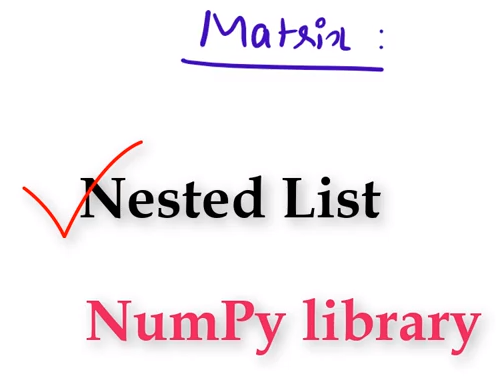 Matrix :
Nested List
NumPy library